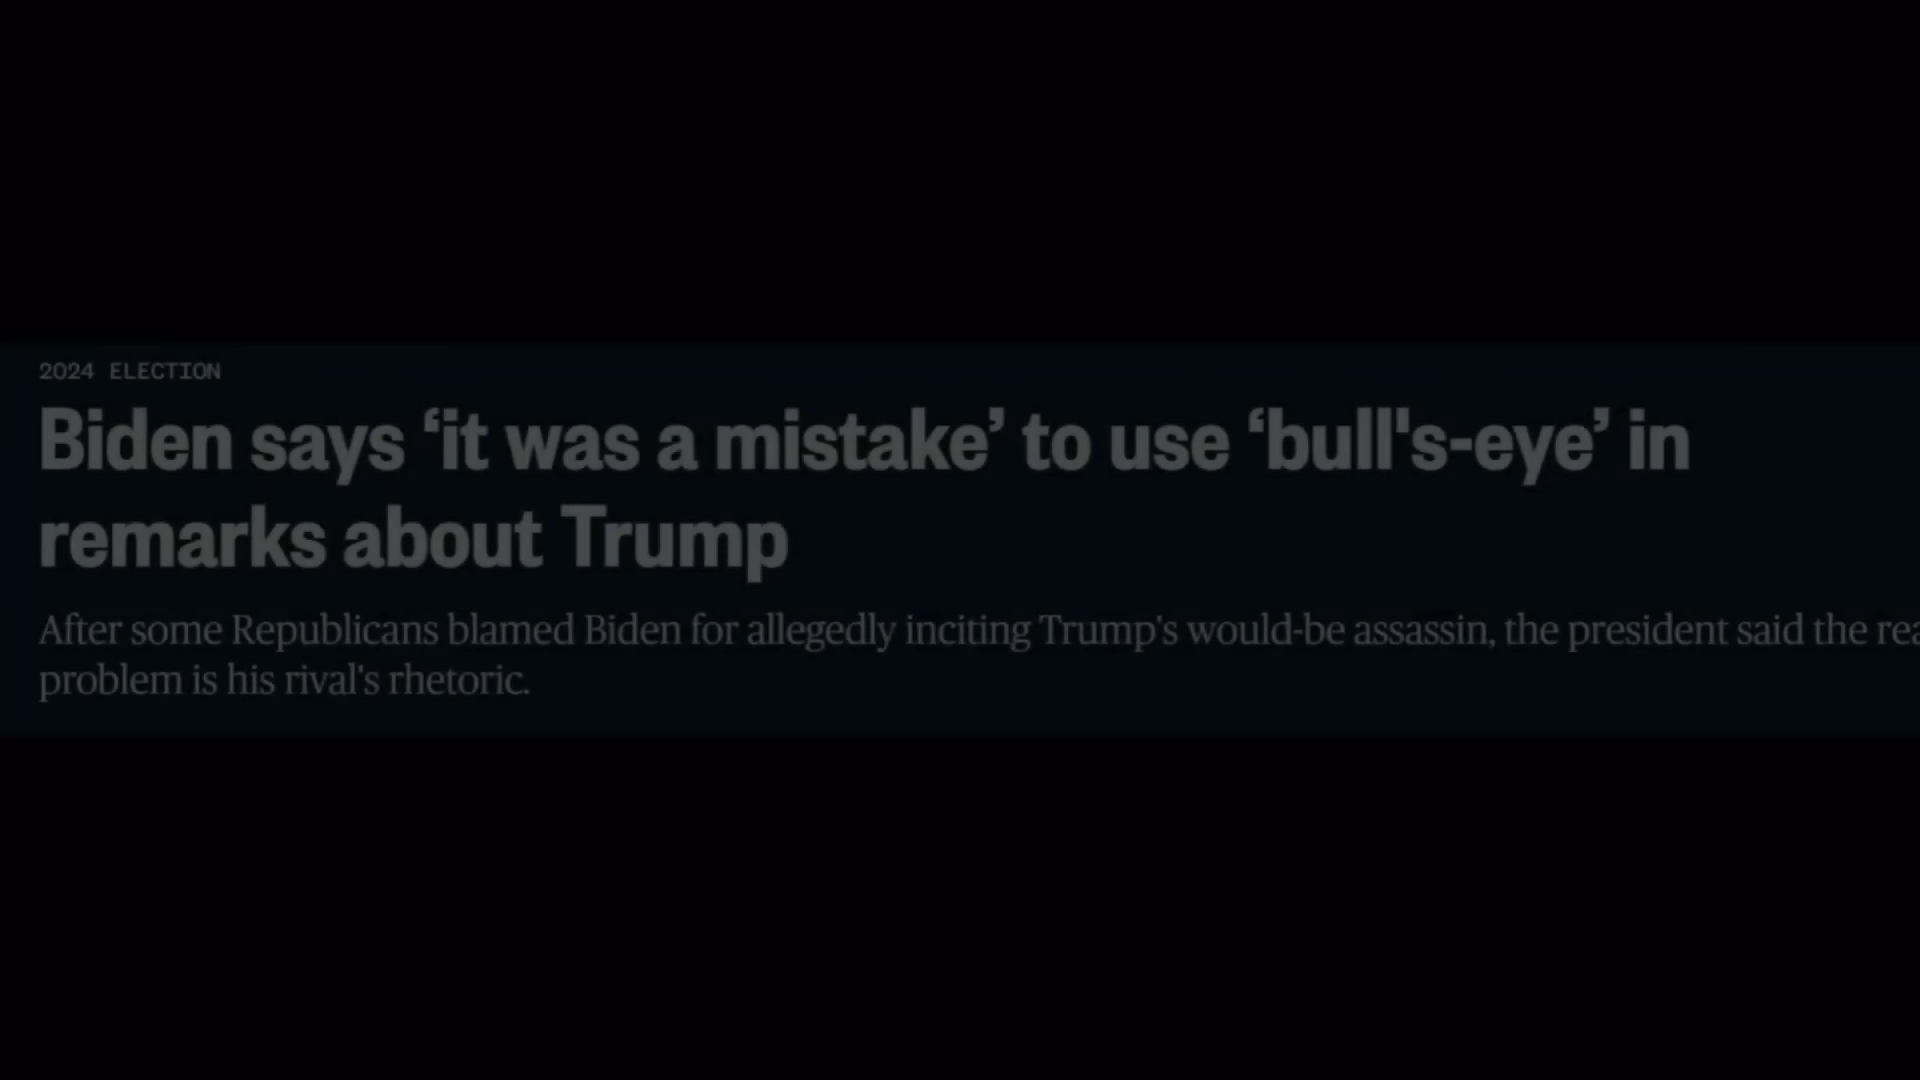 2024 ELECTION
Biden says ‘it was a mistake’ to use ‘bull's-eye’ in
remarks about Trump
After some Republicans blamed Biden for allegedly inciting Trump's would-be assassin, the president said the
problem is his rival's rhetoric.